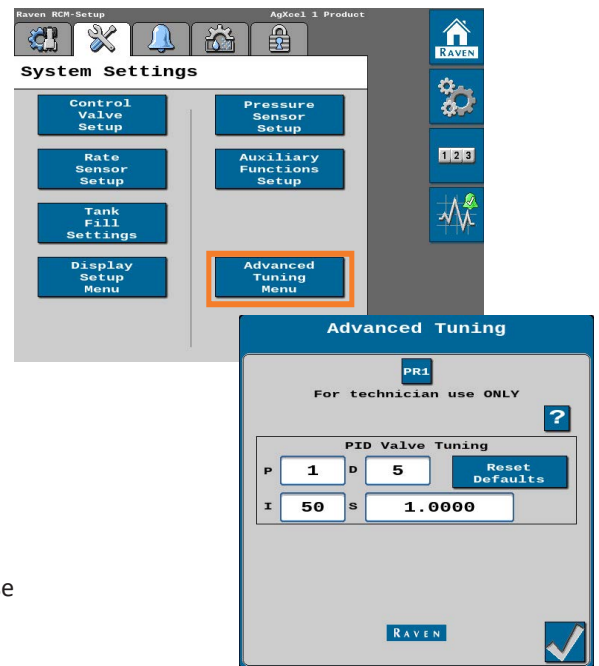 Raven RCM-Setup AgXcel 1 Product
System Settings
Control
Valve
Setup
Pressure
Sensor
Setup
Rate
Sensor
Setup
Auxiliary
Functions
Setup
Tank
Fill
Settings
Display
Setup
Menu
Advanced
Tuning
Menu
RAVEN
1 2 3
Advanced Tuning
PR1
For technician use ONLY
?
PID Valve Tuning
P 1 D 5 Reset
Defaults
I 50 S 1.0000
RAVEN